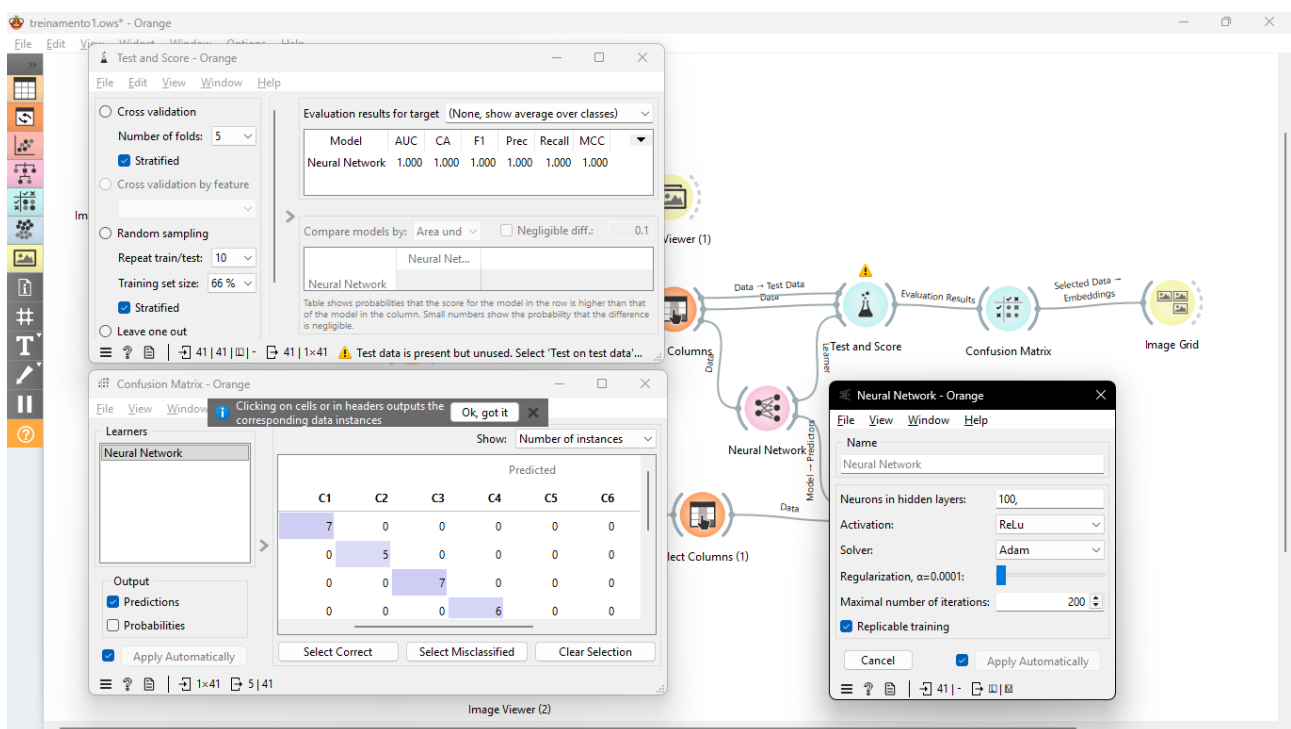 treinamento1.ows* - Orange
File Edit View Widget Window Options Help
Test and Score - Orange
File Edit View Window Help
Cross validation
Number of folds: 5
Stratified
Cross validation by feature
Random sampling
Repeat train/test: 10
Training set size: 66 %
Stratified
Leave one out
Evaluation results for target (None, show average over classes)
Model AUC CA F1 Prec Recall MCC
Neural Network 1.000 1.000 1.000 1.000 1.000 1.000
Compare models by: Area und Negligible diff.: 0.1
Neural Net...
Neural Network
Table shows probabilities that the score for the model in the row is higher than that
of the model in the column. Small numbers show the probability that the difference
is negligible.
41 | 41 | - 41 | 1×41 Test data is present but unused. Select 'Test on test data'...
Im
Viewer (1)
Data → Test Data
Data
Evaluation Results
Selected Data →
Embeddings
Columns
Test and Score
Confusion Matrix
Image Grid
Data
Learner
Neural Network
Model → Predictors
Data
lect Columns (1)
Confusion Matrix - Orange
File View Window
Clicking on cells or in headers outputs the
corresponding data instances
Ok, got it
Learners
Neural Network
Output
Predictions
Probabilities
Apply Automatically
Show: Number of instances
Predicted
C1 C2 C3 C4 C5 C6
7 0 0 0 0 0
0 5 0 0 0 0
0 0 7 0 0 0
0 0 0 6 0 0
Select Correct Select Misclassified Clear Selection
1×41 5 | 41
Image Viewer (2)
Neural Network - Orange
File View Window Help
Name
Neural Network
Neurons in hidden layers: 100,
Activation: ReLu
Solver: Adam
Regularization, α=0.0001:
Maximal number of iterations: 200
Replicable training
Cancel Apply Automatically
41 | -